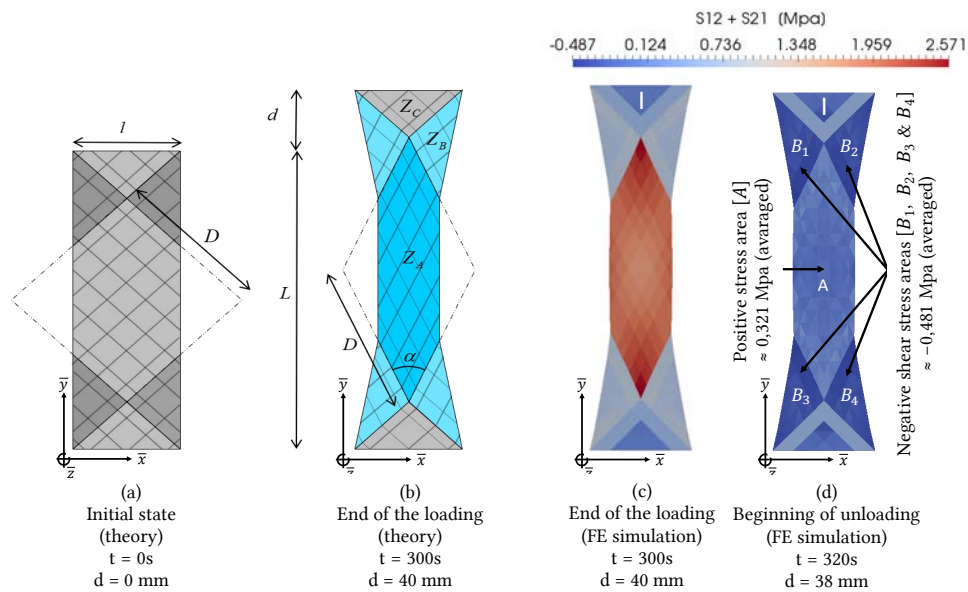 S12 + S21 [Mpa]
-0.487 0.124 0.736 1.348 1.959 2.571
l
D
L
y
z
x
(a)
Initial state
(theory)
t = 0s
d = 0 mm
d
Z_C
Z_B
Z_A
D
α
y
x
(b)
End of the loading
(theory)
t = 300s
d = 40 mm
I
y
x
(c)
End of the loading
(FE simulation)
t = 300s
d = 40 mm
Positive stress area [A]
≈ 0,321 Mpa (avaraged)
I
B_1
B_2
A
B_3
B_4
y
x
Negative shear stress areas [B_1, B_2, B_3 & B_4]
≈ −0,481 Mpa (averaged)
(d)
Beginning of unloading
(FE simulation)
t = 320s
d = 38 mm